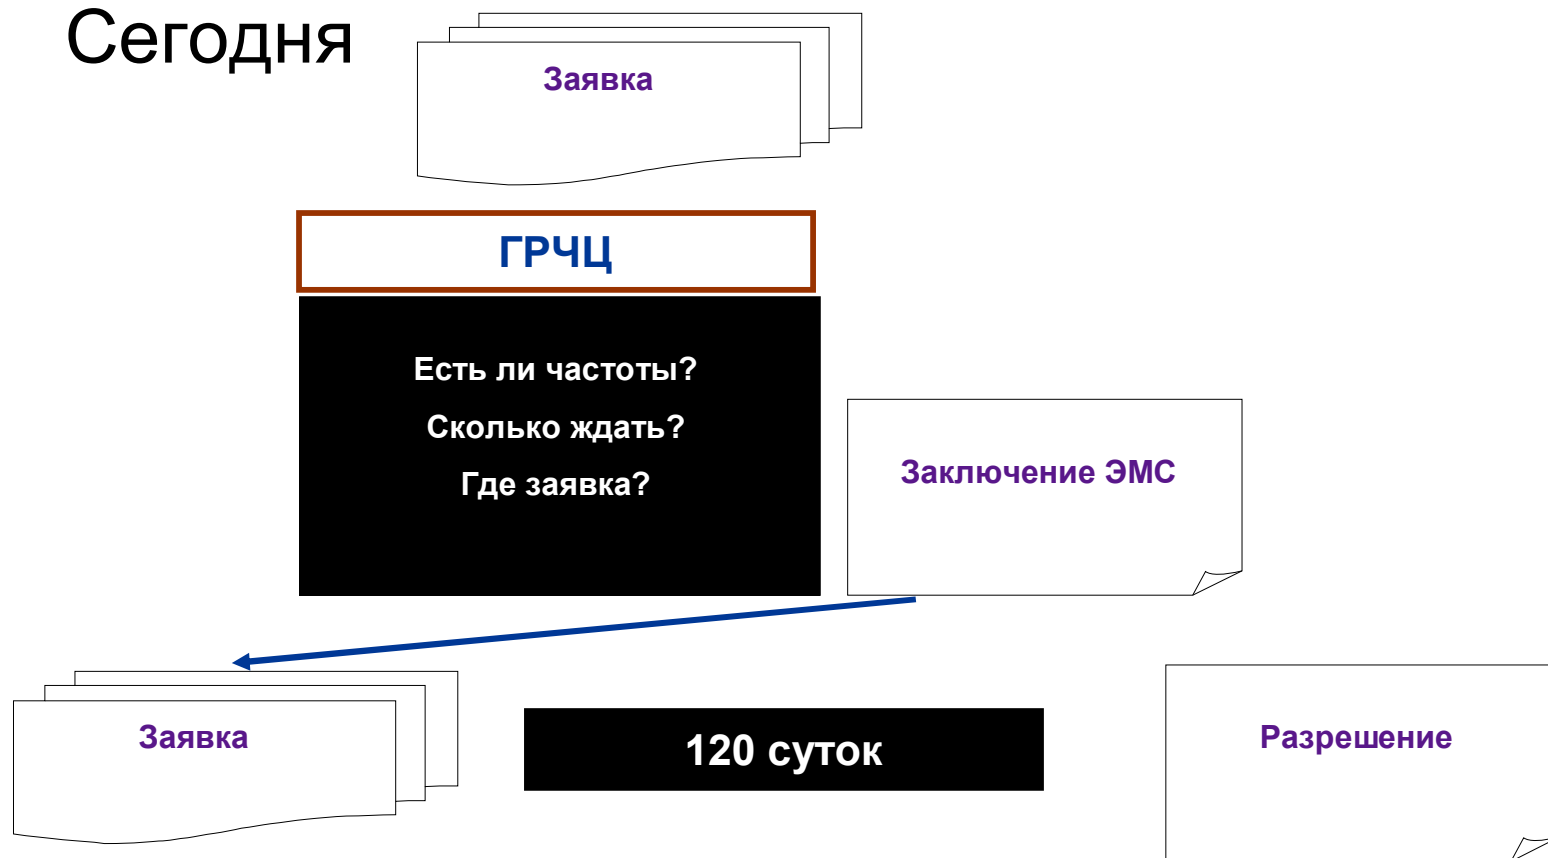 Сегодня
Заявка
ГРЧЦ
Есть ли частоты?
Сколько ждать?
Где заявка?
Заключение ЭМС
Заявка
120 суток
Разрешение